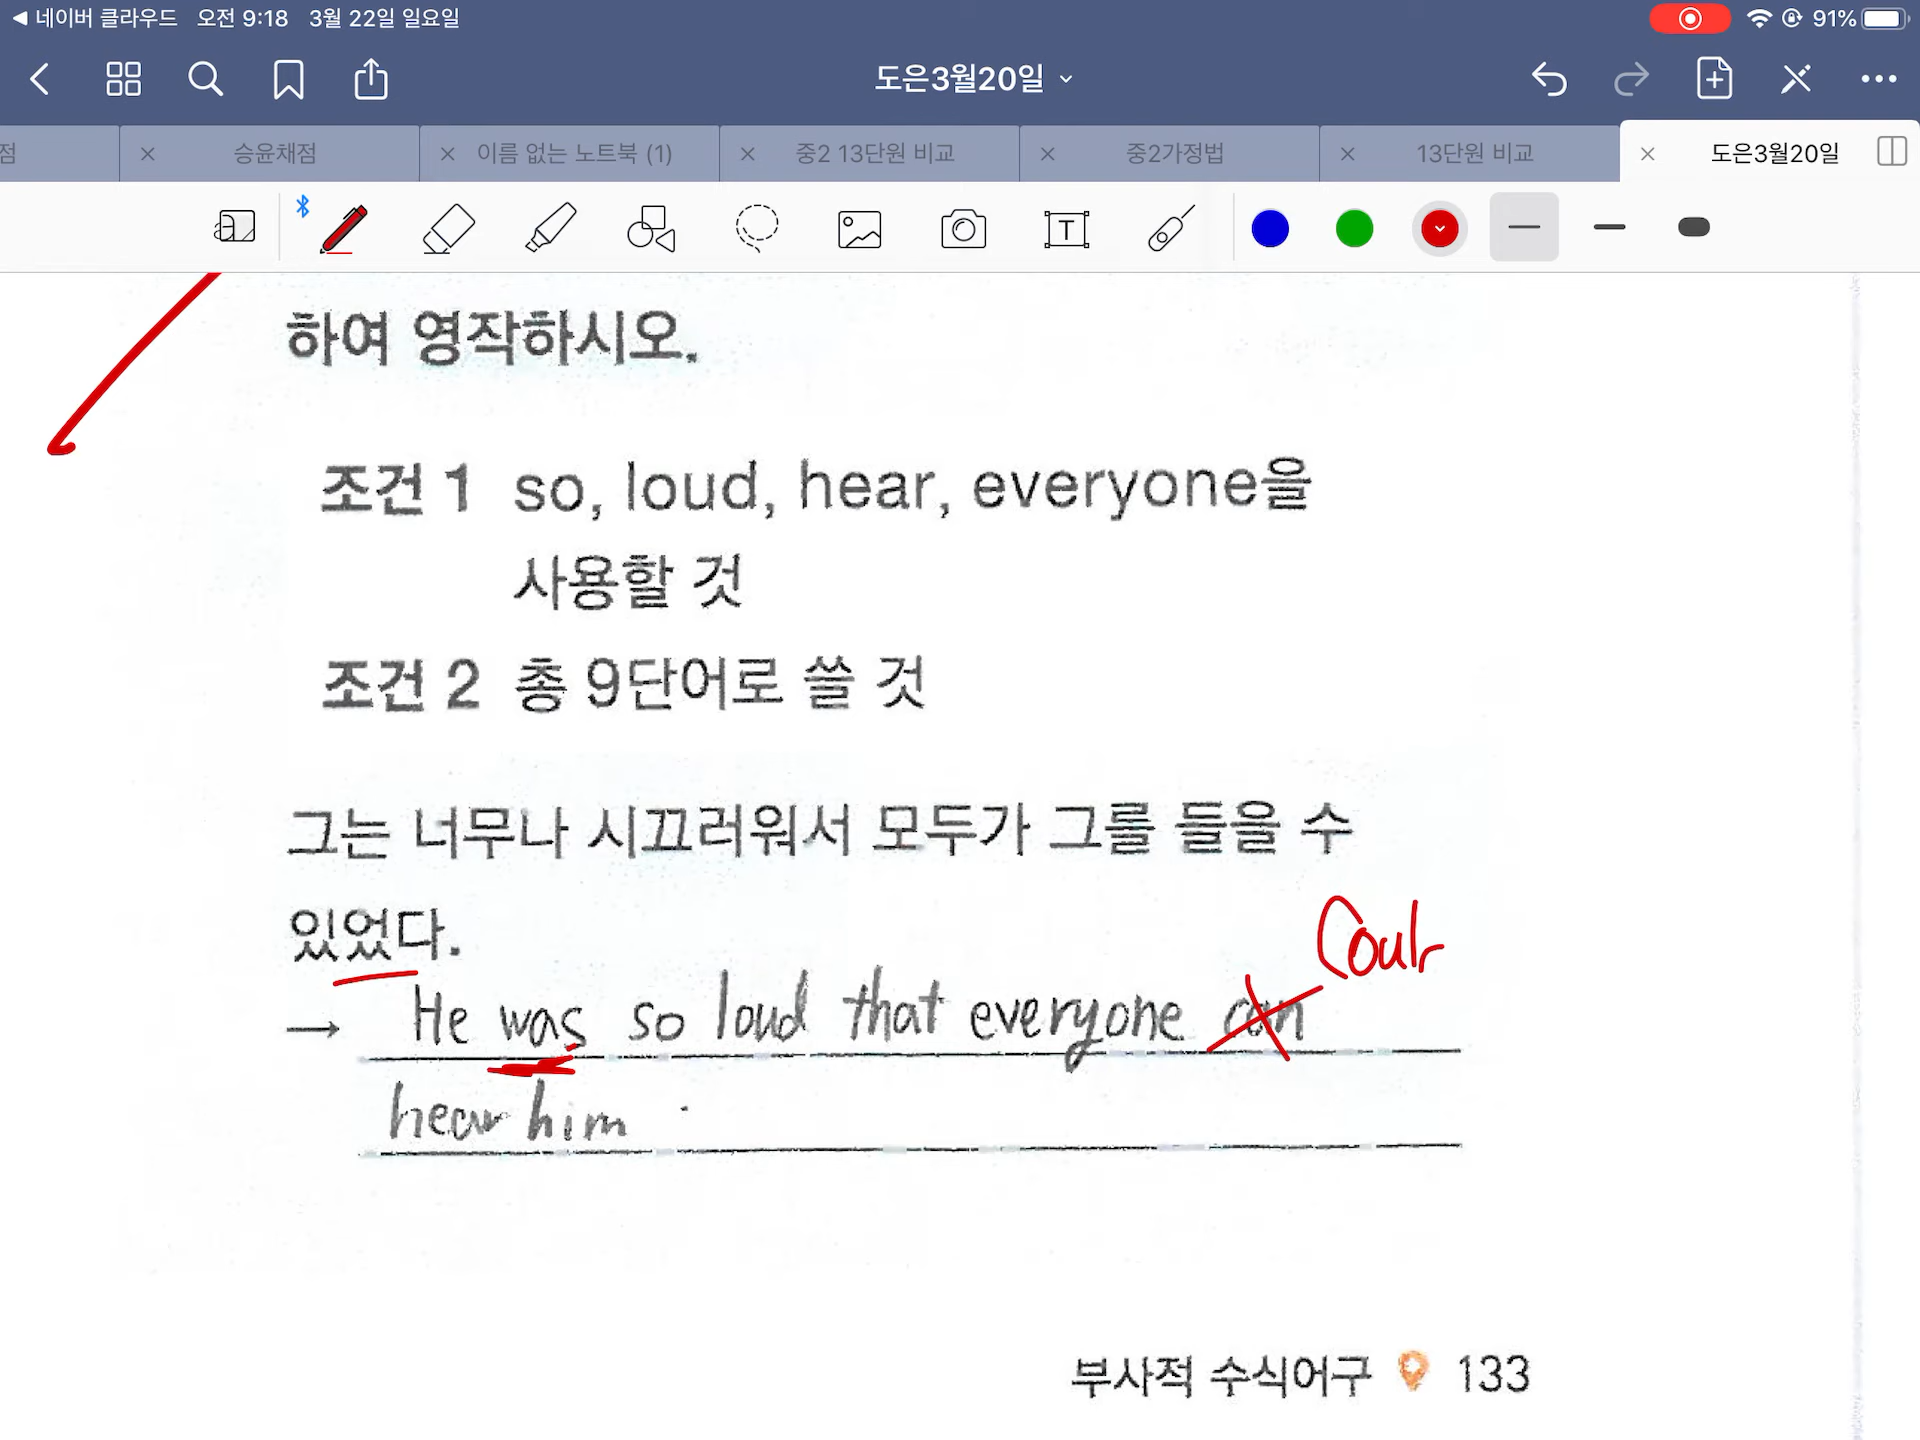 네이버 클라우드 오전 9:18 3월 22일 일요일 91%
도은3월20일
점 승윤채점 이름 없는 노트북 (1) 중2 13단원 비교 중2가정법 13단원 비교 도은3월20일
하여 영작하시오.
조건 1 so, loud, hear, everyone을
사용할 것
조건 2 총 9단어로 쓸 것
그는 너무나 시끄러워서 모두가 그를 들을 수
있었다.
→ He was so loud that everyone can
hear him .
부사적 수식어구 133